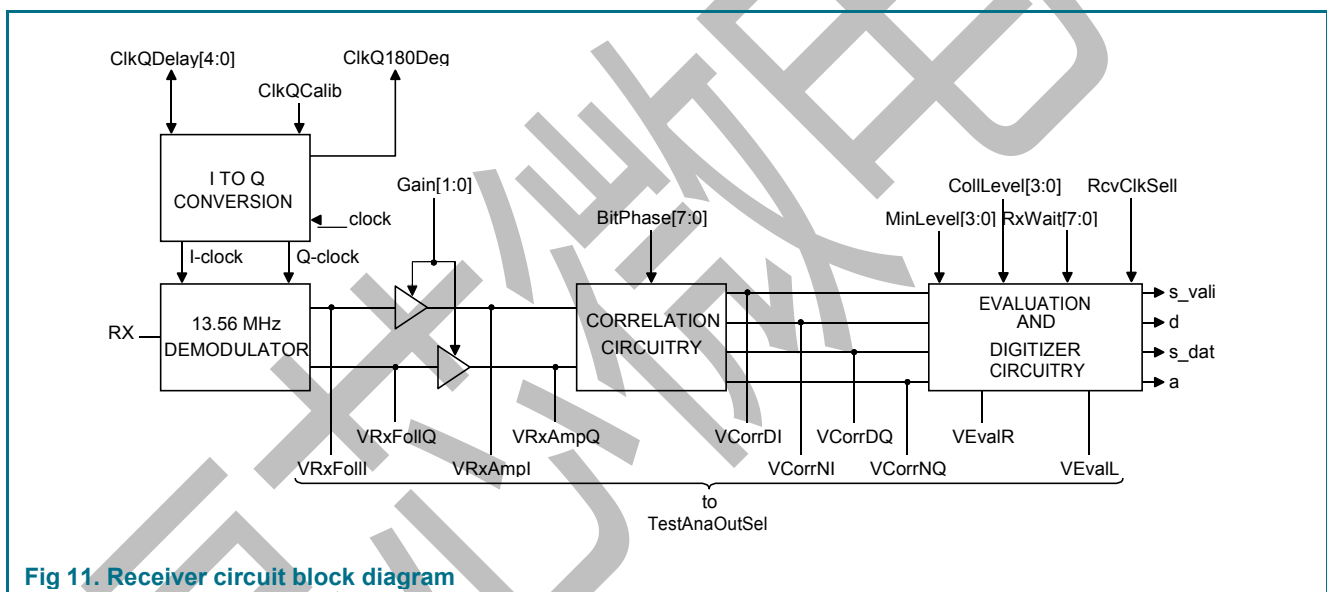 ClkQDelay[4:0]
ClkQ180Deg
ClkQCalib
I TO Q
CONVERSION
clock
I-clock
Q-clock
Gain[1:0]
BitPhase[7:0]
CollLevel[3:0]
RcvClkSell
MinLevel[3:0]
RxWait[7:0]
RX
13.56 MHz
DEMODULATOR
CORRELATION
CIRCUITRY
EVALUATION
AND
DIGITIZER
CIRCUITRY
s_vali
d
s_dat
a
VRxFollQ
VRxAmpQ
VCorrDI
VCorrDQ
VEvalR
VRxFollI
VRxAmpI
VCorrNI
VCorrNQ
VEvalL
to
TestAnaOutSel
Fig 11. Receiver circuit block diagram